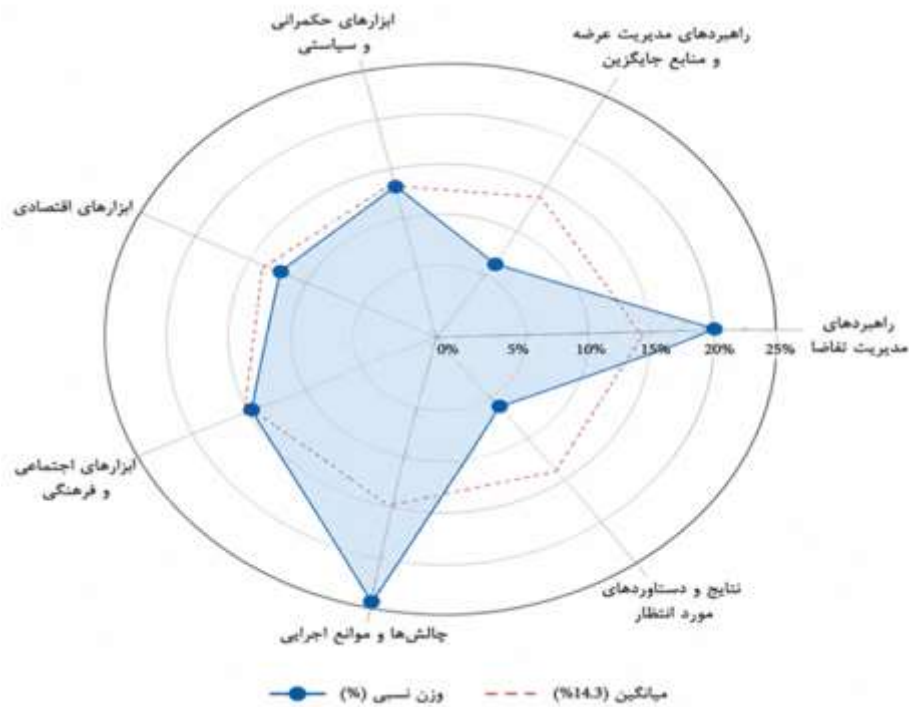 ابزارهای حکمرانی
و سیاستی
راهبردهای مدیریت عرضه
و منابع جایگزین
ابزارهای اقتصادی
راهبردهای
مدیریت تقاضا
0% 5% 10% 15% 20% 25%
ابزارهای اجتماعی
و فرهنگی
نتایج و دستاوردهای
مورد انتظار
چالش‌ها و موانع اجرایی
وزن نسبی (%)
میانگین (14.3%)